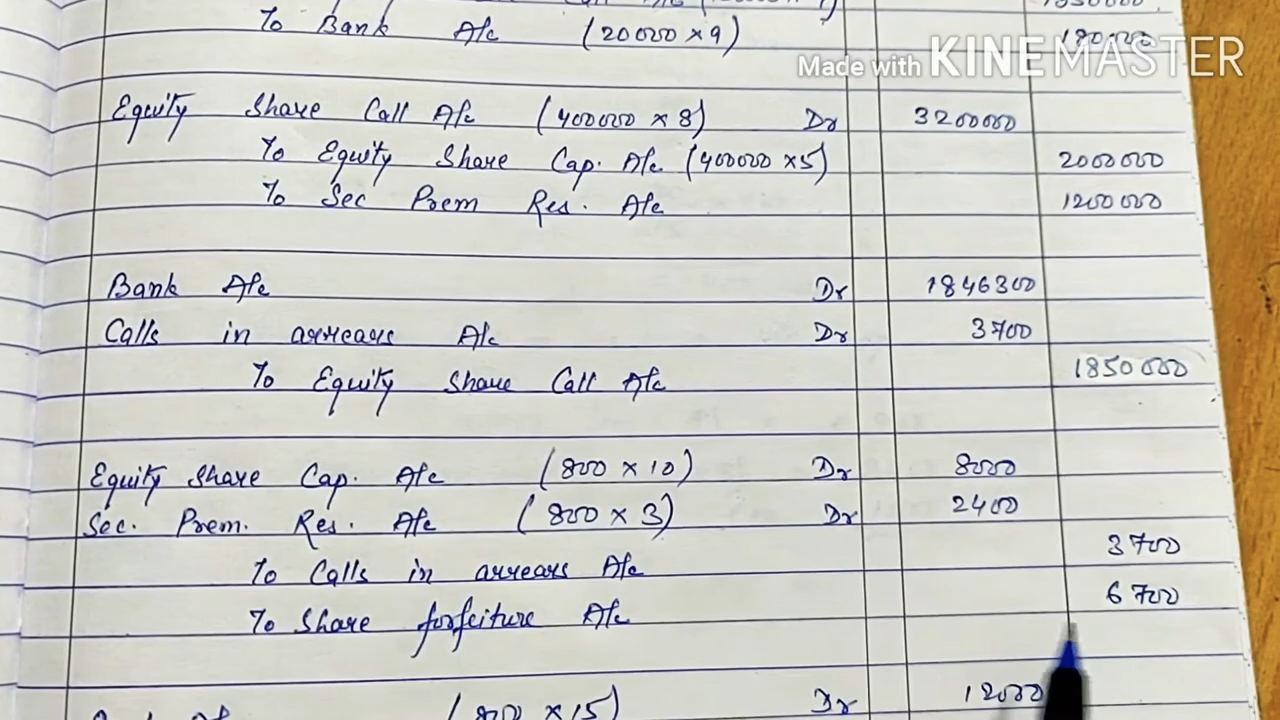 To Bank A/c (20000 × 9) 180000
Made with KINEMASTER
Equity Share Call A/c (400000 × 8) Dr 3200000
To Equity Share Cap. A/c (400000 × 5) 2000000
To Sec Prem Res. A/c 1200000
Bank A/c Dr 1846300
Calls in arrears A/c Dr 3700
To Equity Share Call A/c 1850000
Equity Share Cap. A/c (800 × 10) Dr 8000
Sec. Prem. Res. A/c (800 × 3) Dr 2400
To Calls in arrears A/c 3700
To Share forfeiture A/c 6700
(800 × 15) Dr 12000